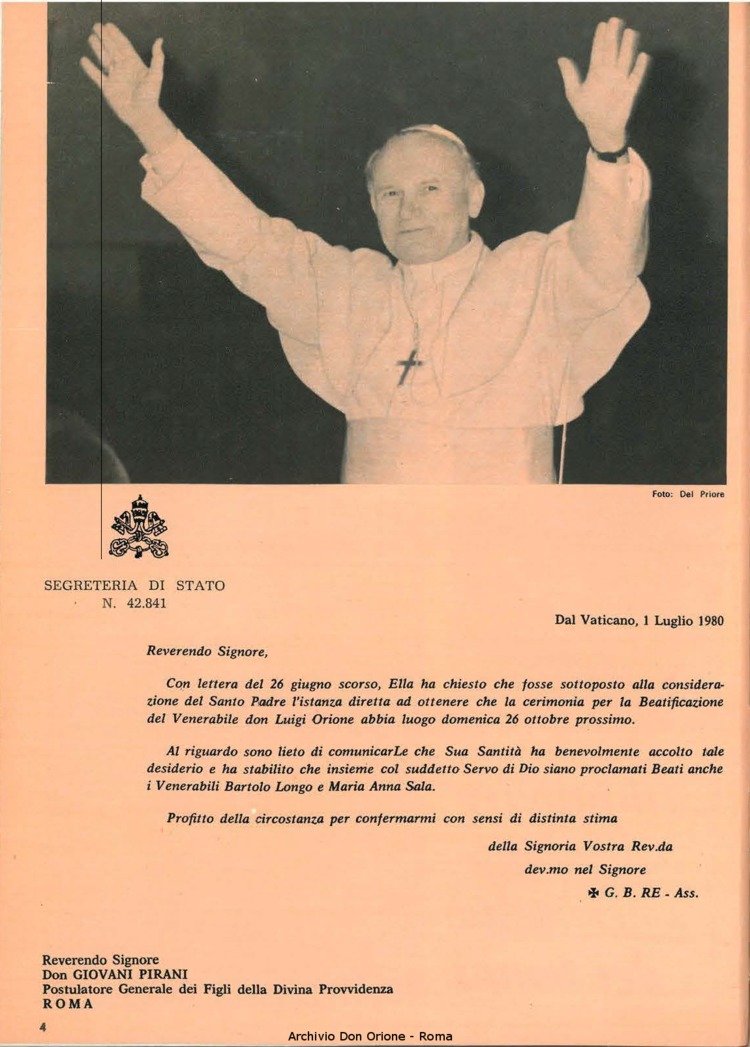 Foto: Del Priore
SEGRETERIA DI STATO
N. 42.841
Dal Vaticano, 1 Luglio 1980
Reverendo Signore,
Con lettera del 26 giugno scorso, Ella ha chiesto che fosse sottoposto alla considera-
zione del Santo Padre l'istanza diretta ad ottenere che la cerimonia per la Beatificazione
del Venerabile don Luigi Orione abbia luogo domenica 26 ottobre prossimo.
Al riguardo sono lieto di comunicarLe che Sua Santità ha benevolmente accolto tale
desiderio e ha stabilito che insieme col suddetto Servo di Dio siano proclamati Beati anche
i Venerabili Bartolo Longo e Maria Anna Sala.
Profitto della circostanza per confermarmi con sensi di distinta stima
della Signoria Vostra Rev.da
dev.mo nel Signore
✠ G. B. RE - Ass.
Reverendo Signore
Don GIOVANI PIRANI
Postulatore Generale dei Figli della Divina Provvidenza
ROMA
4
Archivio Don Orione - Roma